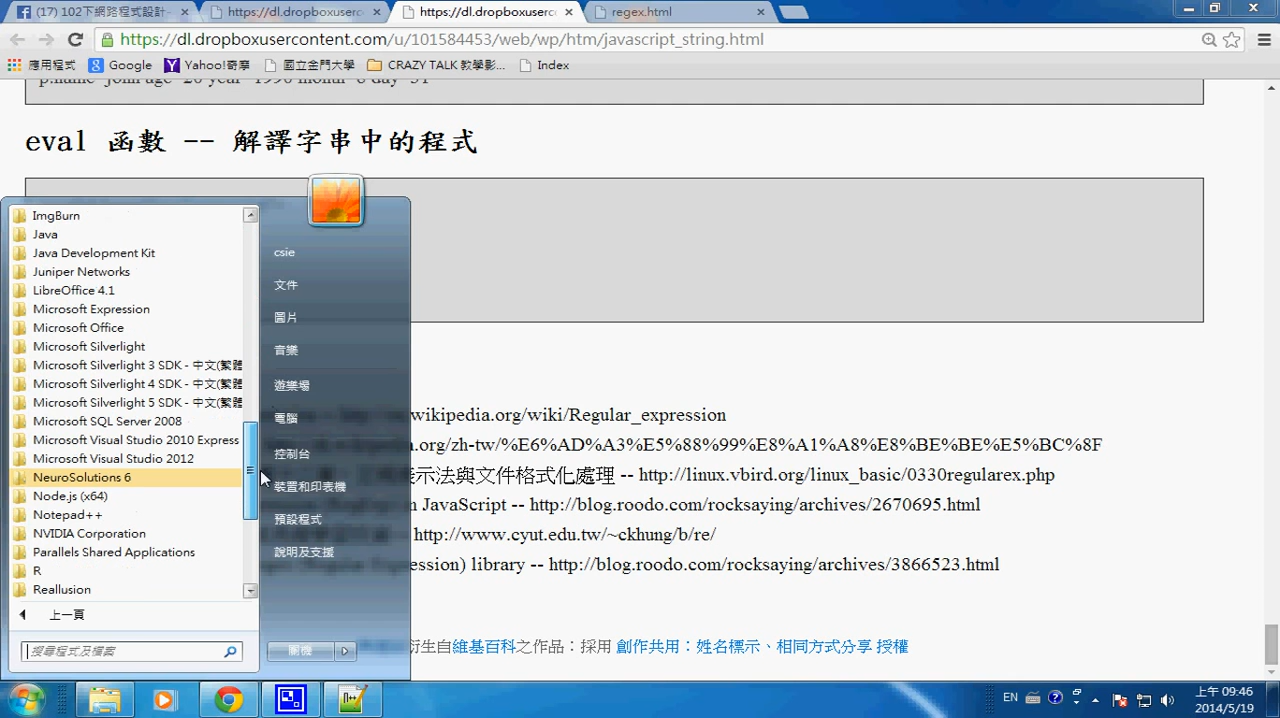 (17) 102下網路程式設計-
https://dl.dropboxuserc
https://dl.dropboxuserc
regex.html
https://dl.dropboxusercontent.com/u/101584453/web/wp/htm/javascript_string.html
應用程式
Google
Yahoo!奇摩
國立金門大學
CRAZY TALK 教學影...
Index
eval 函數 -- 解譯字串中的程式
ImgBurn
Java
Java Development Kit
Juniper Networks
LibreOffice 4.1
Microsoft Expression
Microsoft Office
Microsoft Silverlight
Microsoft Silverlight 3 SDK - 中文(繁體
Microsoft Silverlight 4 SDK - 中文(繁體
Microsoft Silverlight 5 SDK - 中文(繁體
Microsoft SQL Server 2008
Microsoft Visual Studio 2010 Express
Microsoft Visual Studio 2012
NeuroSolutions 6
Node.js (x64)
Notepad++
NVIDIA Corporation
Parallels Shared Applications
R
Reallusion
上一頁
搜尋程式及檔案
csie
文件
圖片
音樂
遊樂場
電腦
控制台
裝置和印表機
預設程式
說明及支援
關機
wikipedia.org/wiki/Regular_expression
.org/zh-tw/%E6%AD%A3%E5%88%99%E8%A1%A8%E8%BE%BE%E5%BC%8F
示法與文件格式化處理 -- http://linux.vbird.org/linux_basic/0330regularex.php
JavaScript -- http://blog.roodo.com/rocksaying/archives/2670695.html
- http://www.cyut.edu.tw/~ckhung/b/re/
ession) library -- http://blog.roodo.com/rocksaying/archives/3866523.html
衍生自維基百科之作品：採用 創作共用：姓名標示、相同方式分享 授權
EN
上午 09:46
2014/5/19